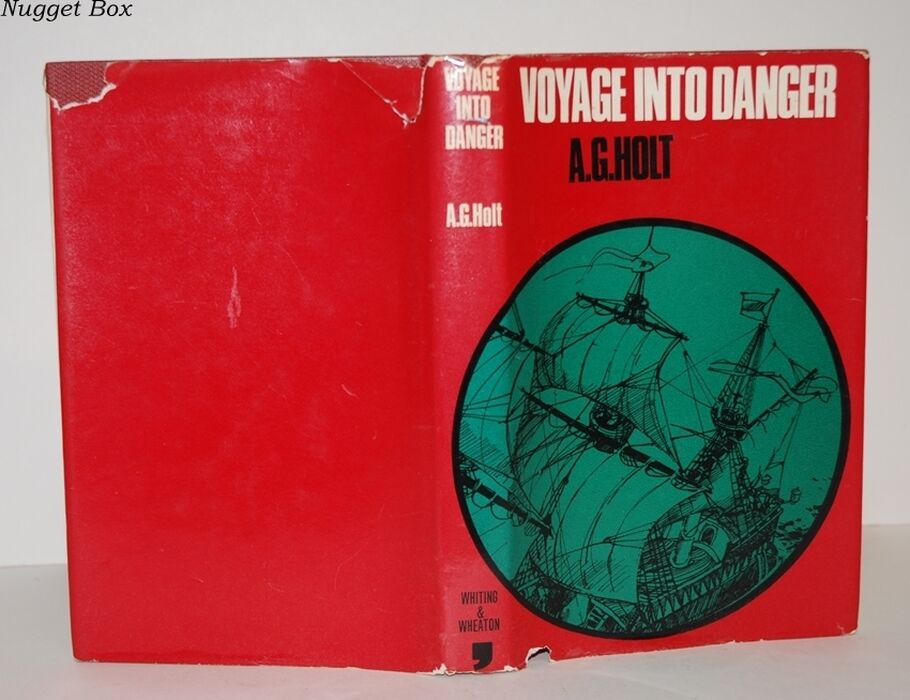 Nugget Box
VOYAGE
INTO
DANGER
A.G.Holt
WHITING
&
WHEATON
VOYAGE INTO DANGER
A.G.HOLT